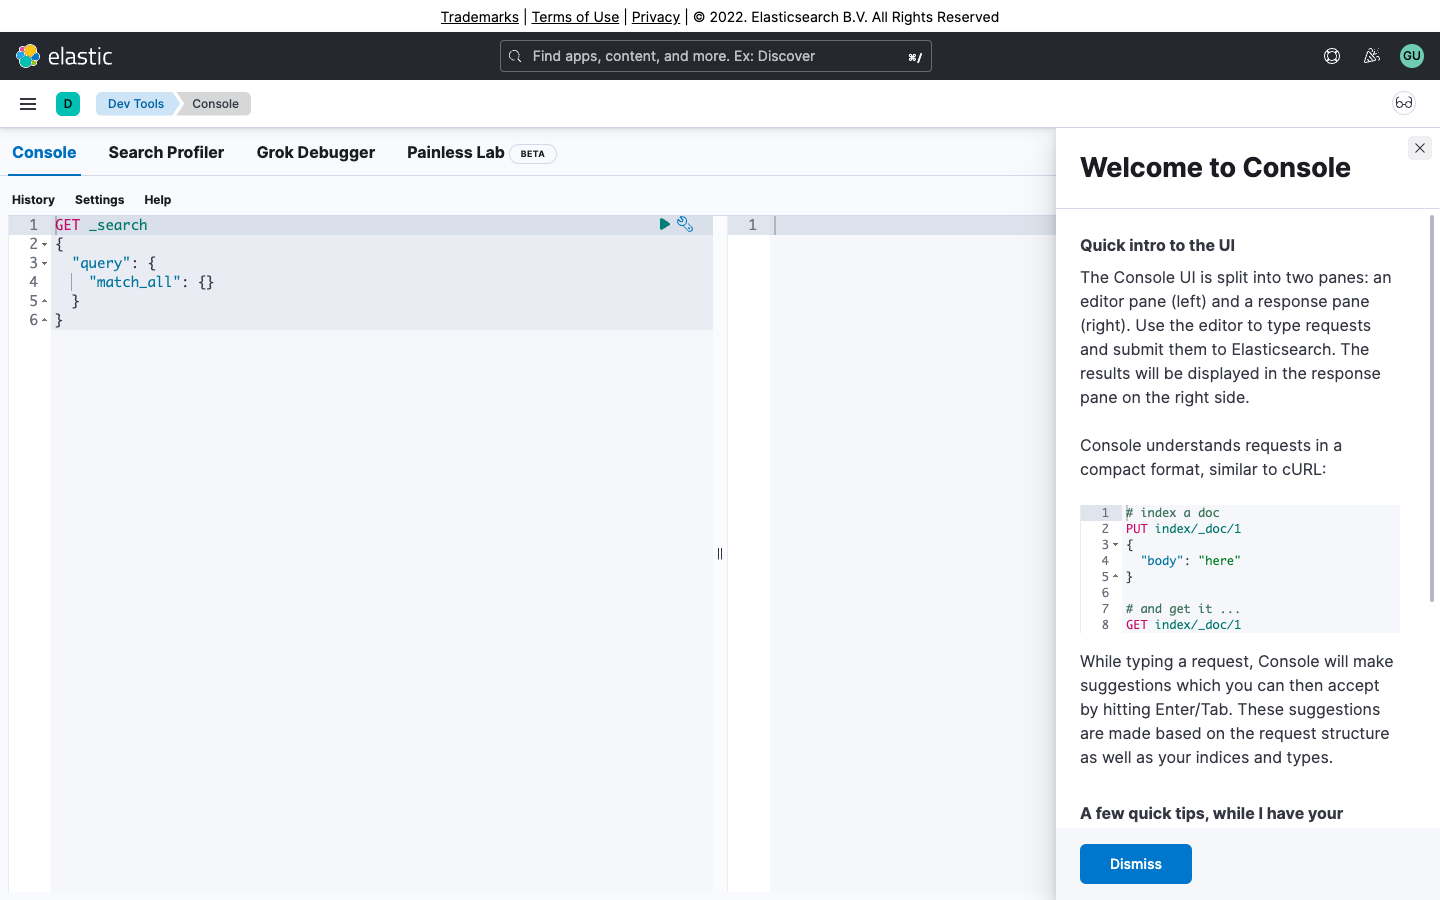 Trademarks | Terms of Use | Privacy | © 2022. Elasticsearch B.V. All Rights Reserved
elastic
Find apps, content, and more. Ex: Discover
⌘/
GU
D
Dev Tools
Console
Console
Search Profiler
Grok Debugger
Painless Lab
BETA
History
Settings
Help
1 GET _search
2 {
3 "query": {
4 "match_all": {}
5 }
6 }
1
Welcome to Console
Quick intro to the UI
The Console UI is split into two panes: an
editor pane (left) and a response pane
(right). Use the editor to type requests
and submit them to Elasticsearch. The
results will be displayed in the response
pane on the right side.
Console understands requests in a
compact format, similar to cURL:
1 # index a doc
2 PUT index/_doc/1
3 {
4 "body": "here"
5 }
6
7 # and get it ...
8 GET index/_doc/1
While typing a request, Console will make
suggestions which you can then accept
by hitting Enter/Tab. These suggestions
are made based on the request structure
as well as your indices and types.
A few quick tips, while I have your
Dismiss